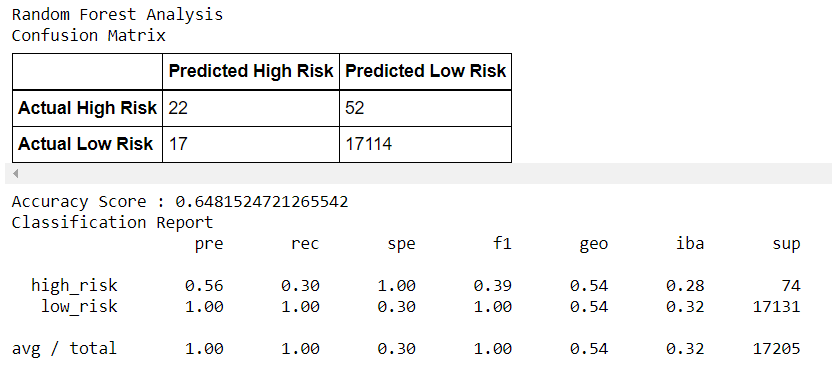 Random Forest Analysis
Confusion Matrix
Predicted High Risk Predicted Low Risk
Actual High Risk 22 52
Actual Low Risk 17 17114
Accuracy Score : 0.6481524721265542
Classification Report
pre rec spe f1 geo iba sup
high_risk 0.56 0.30 1.00 0.39 0.54 0.28 74
low_risk 1.00 1.00 0.30 1.00 0.54 0.32 17131
avg / total 1.00 1.00 0.30 1.00 0.54 0.32 17205